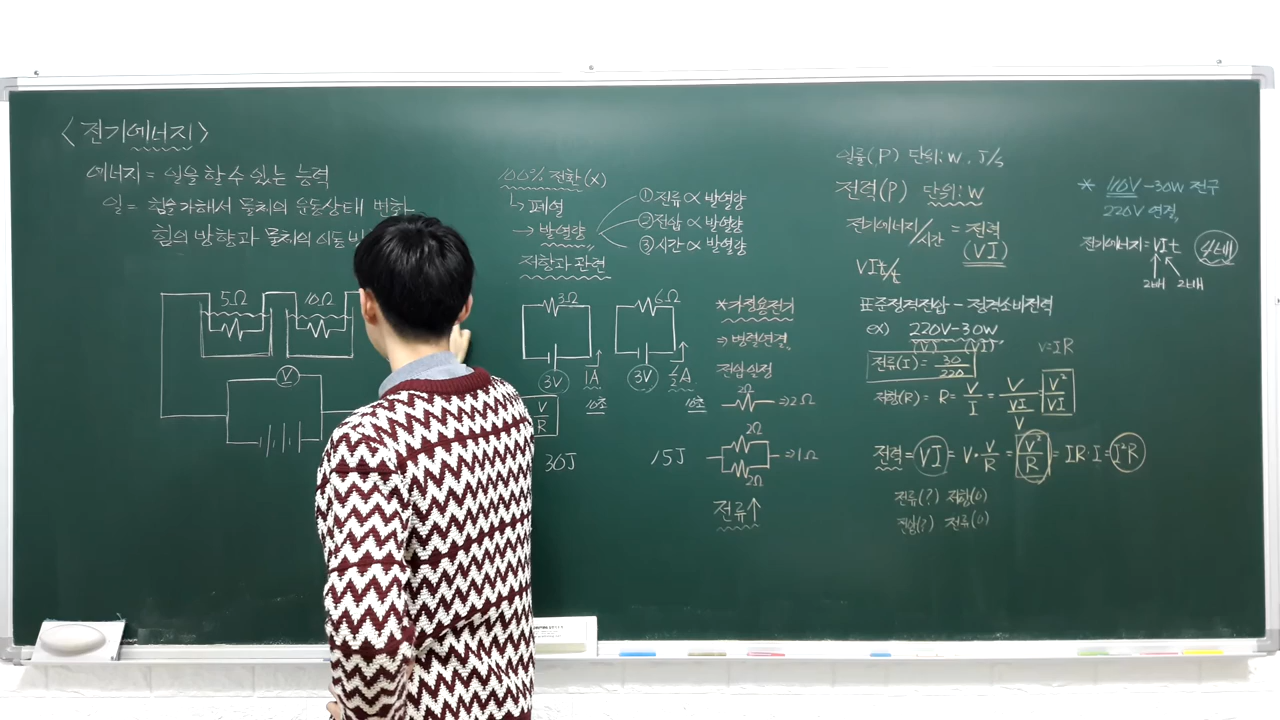 <전기에너지>
에너지 = 일을 할 수 있는 능력
일 = 힘을 가해서 물체의 운동상태 변화
힘의 방향과 물체의 이동
5Ω
10Ω
V
100% 전환(x)
↳ 폐열
→ 발열량
① 전류 ∝ 발열량
② 전압 ∝ 발열량
③ 시간 ∝ 발열량
저항과 관련
3Ω
6Ω
3V
1A
3V
1/2 A
10초
10초
V/R
30J
15J
*가정용전기
⇒ 병렬연결
전압일정
2Ω
⇒ 2Ω
2Ω
⇒ 1Ω
2Ω
전류↑
일률(P) 단위: W, J/s
전력(P) 단위: W
전기에너지/시간 = 전력
(VI)
VIt/t
표준정격전압 - 정격소비전력
ex) 220V-30W
(V) (VI)
전류(I) = 30/220
V=IR
저항(R) = R = V/I = V/(VI/V) = V²/VI
전력 = VI = V·V/R = V²/R = IR·I = I²R
전류(?) 저항(0)
전압(?) 전류(0)
* 110V-30W 전구
220V 연결
전기에너지 = VIt
4배
2배 2배